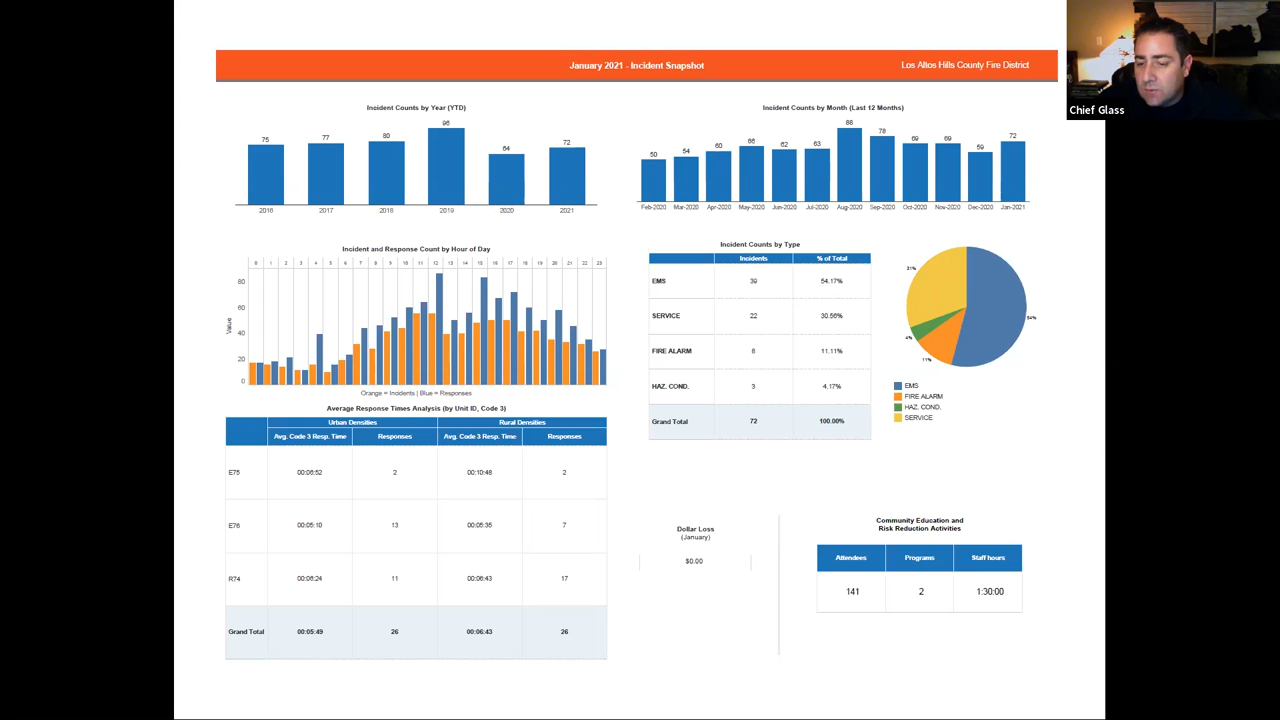 January 2021 - Incident Snapshot
Los Altos Hills County Fire District
Chief Glass
Incident Counts by Year (YTD)
75 77 80 96 64 72
2016 2017 2018 2019 2020 2021
Incident Counts by Month (Last 12 Months)
50 54 60 66 62 63 88 78 69 69 59 72
Feb-2020 Mar-2020 Apr-2020 May-2020 Jun-2020 Jul-2020 Aug-2020 Sep-2020 Oct-2020 Nov-2020 Dec-2020 Jan-2021
Incident and Response Count by Hour of Day
0 1 2 3 4 5 6 7 8 9 10 11 12 13 14 15 16 17 18 19 20 21 22 23
Value
80
60
40
20
0
Orange = Incidents | Blue = Responses
Incident Counts by Type
Incidents % of Total
EMS 39 54.17%
SERVICE 22 30.56%
FIRE ALARM 8 11.11%
HAZ. COND. 3 4.17%
Grand Total 72 100.00%
31%
54%
4%
11%
EMS
FIRE ALARM
HAZ. COND.
SERVICE
Average Response Times Analysis (by Unit ID, Code 3)
Urban Densities Rural Densities
Avg. Code 3 Resp. Time Responses Avg. Code 3 Resp. Time Responses
E75 00:06:52 2 00:10:48 2
E76 00:05:10 13 00:05:35 7
R74 00:06:24 11 00:06:43 17
Grand Total 00:05:49 26 00:06:43 26
Dollar Loss
(January)
$0.00
Community Education and
Risk Reduction Activities
Attendees Programs Staff hours
141 2 1:30:00